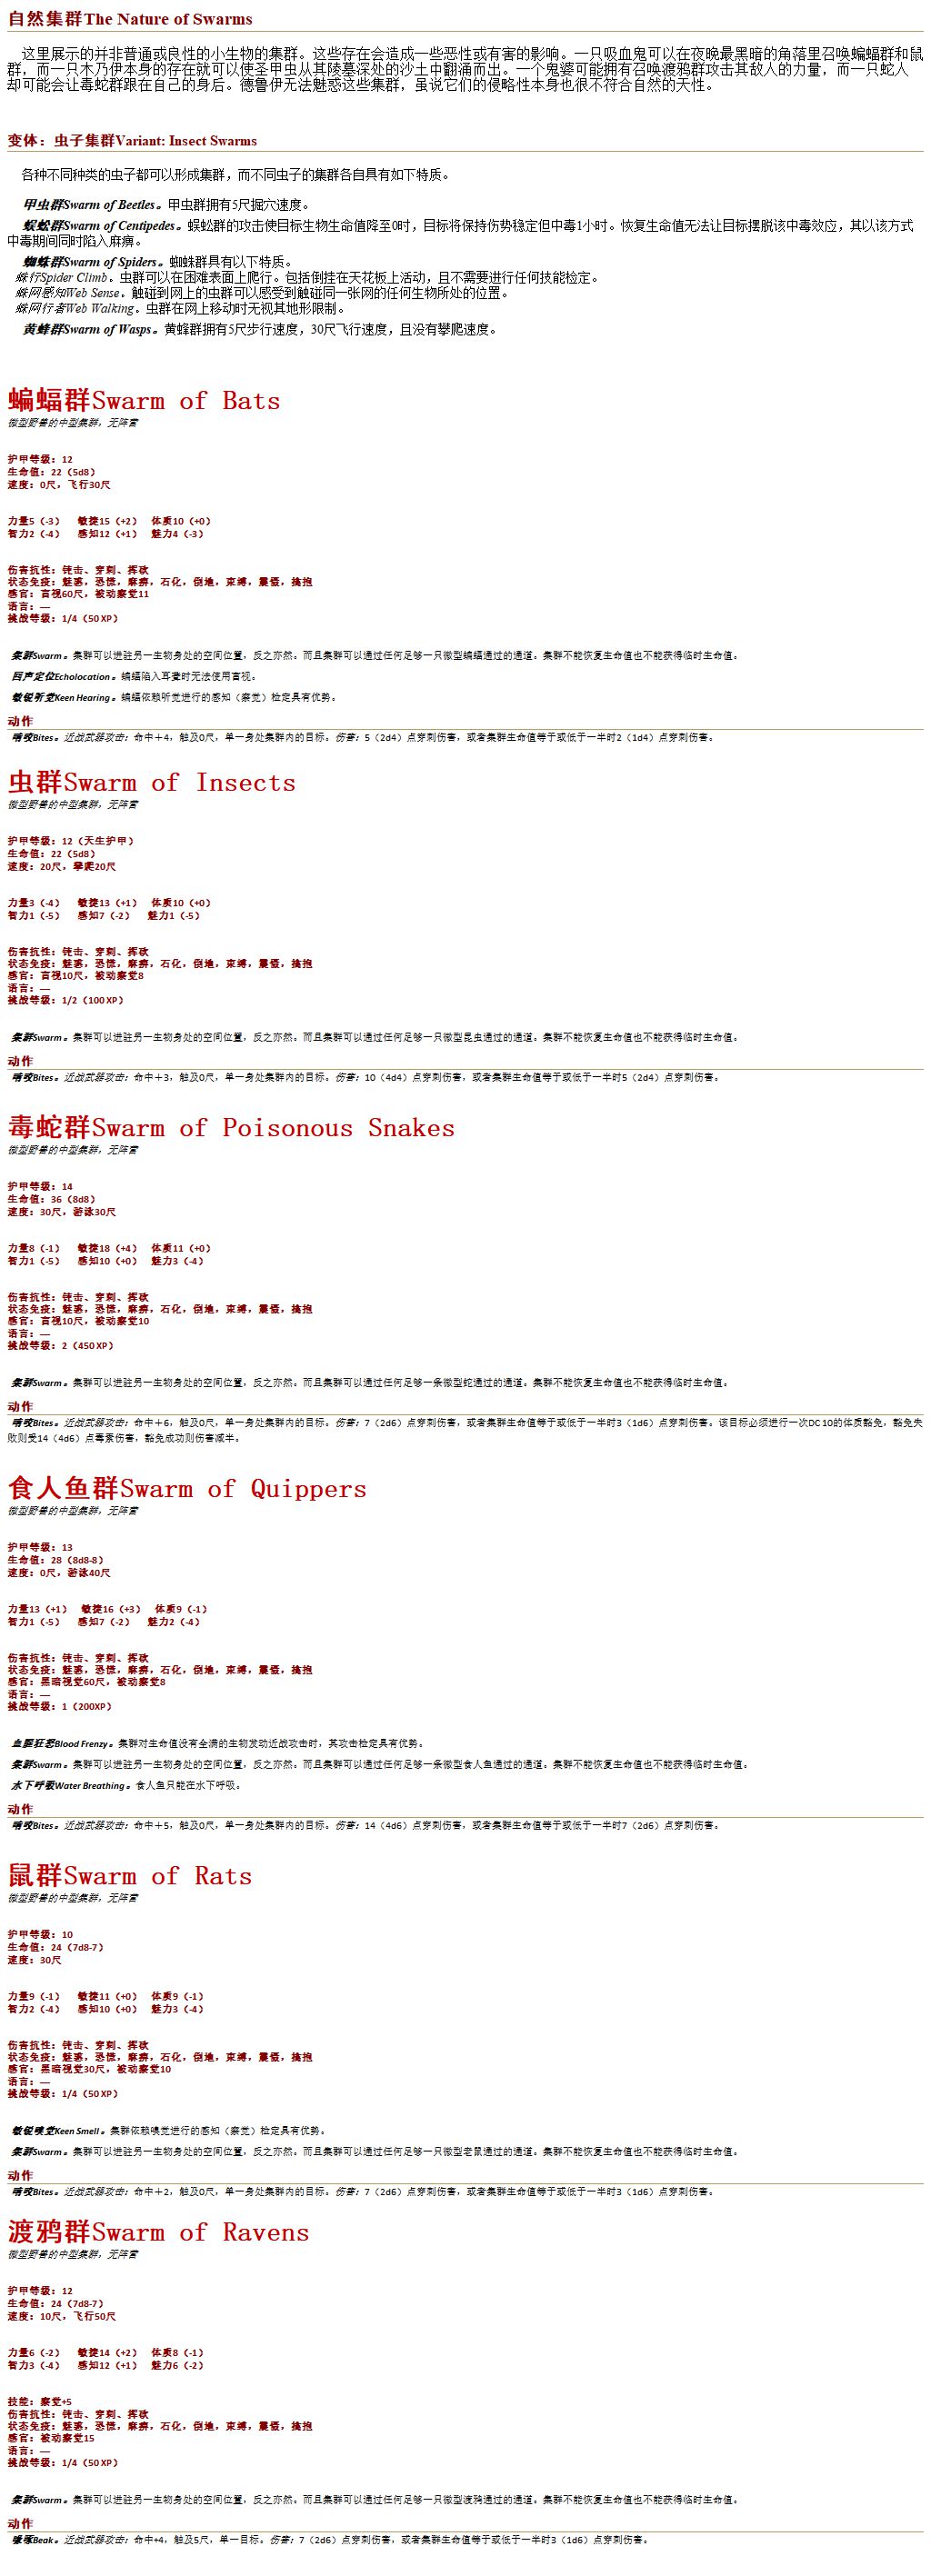 自然集群The Nature of Swarms
这里展示的并非普通或良性的小生物的集群。这些存在会造成一些恶性或有害的影响。一只吸血鬼可以在夜晚最黑暗的角落里召唤蝙蝠群和鼠
群，而一只木乃伊本身的存在就可以使圣甲虫从其陵墓深处的沙土中翻涌而出。一个鬼婆可能拥有召唤渡鸦群攻击其敌人的力量，而一只蛇人
却可能会让毒蛇群跟在自己的身后。德鲁伊无法魅惑这些集群，虽说它们的侵略性本身也很不符合自然的天性。
变体：虫子集群Variant: Insect Swarms
各种不同种类的虫子都可以形成集群，而不同虫子的集群各自具有如下特质。
甲虫群Swarm of Beetles。甲虫群拥有5尺掘穴速度。
蜈蚣群Swarm of Centipedes。蜈蚣群的攻击使目标生物生命值降至0时，目标将保持伤势稳定但中毒1小时。恢复生命值无法让目标摆脱该中毒效应，其以该方式
中毒期间同时陷入麻痹。
蜘蛛群Swarm of Spiders。蜘蛛群具有以下特质。
蛛行Spider Climb。虫群可以在困难表面上爬行。包括倒挂在天花板上活动，且不需要进行任何技能检定。
蛛网感知Web Sense。触碰到网上的虫群可以感受到触碰同一张网的任何生物所处的位置。
蛛网行者Web Walking。虫群在网上移动时无视其地形限制。
黄蜂群Swarm of Wasps。黄蜂群拥有5尺步行速度，30尺飞行速度，且没有攀爬速度。
蝙蝠群Swarm of Bats
微型野兽的中型集群，无阵营
护甲等级：12
生命值：22（5d8）
速度：0尺，飞行30尺
力量5（-3） 敏捷15（+2） 体质10（+0）
智力2（-4） 感知12（+1） 魅力4（-3）
伤害抗性：钝击、穿刺、挥砍
状态免疫：魅惑，恐慌，麻痹，石化，倒地，束缚，震慑，擒抱
感官：盲视60尺，被动察觉11
语言：—
挑战等级：1/4（50 XP）
集群Swarm。集群可以进驻另一生物身处的空间位置，反之亦然。而且集群可以通过任何足够一只微型蝙蝠通过的通道。集群不能恢复生命值也不能获得临时生命值。
回声定位Echolocation。蝙蝠陷入耳聋时无法使用盲视。
敏锐听觉Keen Hearing。蝙蝠依赖听觉进行的感知（察觉）检定具有优势。
动作
啃咬Bites。近战武器攻击：命中＋4，触及0尺，单一身处集群内的目标。伤害：5（2d4）点穿刺伤害，或者集群生命值等于或低于一半时2（1d4）点穿刺伤害。
虫群Swarm of Insects
微型野兽的中型集群，无阵营
护甲等级：12（天生护甲）
生命值：22（5d8）
速度：20尺，攀爬20尺
力量3（-4） 敏捷13（+1） 体质10（+0）
智力1（-5） 感知7（-2） 魅力1（-5）
伤害抗性：钝击、穿刺、挥砍
状态免疫：魅惑，恐慌，麻痹，石化，倒地，束缚，震慑，擒抱
感官：盲视10尺，被动察觉8
语言：—
挑战等级：1/2（100 XP）
集群Swarm。集群可以进驻另一生物身处的空间位置，反之亦然。而且集群可以通过任何足够一只微型昆虫通过的通道。集群不能恢复生命值也不能获得临时生命值。
动作
啃咬Bites。近战武器攻击：命中＋3，触及0尺，单一身处集群内的目标。伤害：10（4d4）点穿刺伤害，或者集群生命值等于或低于一半时5（2d4）点穿刺伤害。
毒蛇群Swarm of Poisonous Snakes
微型野兽的中型集群，无阵营
护甲等级：14
生命值：36（8d8）
速度：30尺，游泳30尺
力量8（-1） 敏捷18（+4） 体质11（+0）
智力1（-5） 感知10（+0） 魅力3（-4）
伤害抗性：钝击、穿刺、挥砍
状态免疫：魅惑，恐慌，麻痹，石化，倒地，束缚，震慑，擒抱
感官：盲视10尺，被动察觉10
语言：—
挑战等级：2（450 XP）
集群Swarm。集群可以进驻另一生物身处的空间位置，反之亦然。而且集群可以通过任何足够一条微型蛇通过的通道。集群不能恢复生命值也不能获得临时生命值。
动作
啃咬Bites。近战武器攻击：命中＋6，触及0尺，单一身处集群内的目标。伤害：7（2d6）点穿刺伤害，或者集群生命值等于或低于一半时3（1d6）点穿刺伤害。该目标必须进行一次DC 10的体质豁免，豁免失
败则受14（4d6）点毒素伤害，豁免成功则伤害减半。
食人鱼群Swarm of Quippers
微型野兽的中型集群，无阵营
护甲等级：13
生命值：28（8d8-8）
速度：0尺，游泳40尺
力量13（+1） 敏捷16（+3） 体质9（-1）
智力1（-5） 感知7（-2） 魅力2（-4）
伤害抗性：钝击、穿刺、挥砍
状态免疫：魅惑，恐慌，麻痹，石化，倒地，束缚，震慑，擒抱
感官：黑暗视觉60尺，被动察觉8
语言：—
挑战等级：1（200XP）
血腥狂怒Blood Frenzy。集群对生命值没有全满的生物发动近战攻击时，其攻击检定具有优势。
集群Swarm。集群可以进驻另一生物身处的空间位置，反之亦然。而且集群可以通过任何足够一条微型食人鱼通过的通道。集群不能恢复生命值也不能获得临时生命值。
水下呼吸Water Breathing。食人鱼只能在水下呼吸。
动作
啃咬Bites。近战武器攻击：命中＋5，触及0尺，单一身处集群内的目标。伤害：14（4d6）点穿刺伤害，或者集群生命值等于或低于一半时7（2d6）点穿刺伤害。
鼠群Swarm of Rats
微型野兽的中型集群，无阵营
护甲等级：10
生命值：24（7d8-7）
速度：30尺
力量9（-1） 敏捷11（+0） 体质9（-1）
智力2（-4） 感知10（+0） 魅力3（-4）
伤害抗性：钝击、穿刺、挥砍
状态免疫：魅惑，恐慌，麻痹，石化，倒地，束缚，震慑，擒抱
感官：黑暗视觉30尺，被动察觉10
语言：—
挑战等级：1/4（50 XP）
敏锐嗅觉Keen Smell。集群依赖嗅觉进行的感知（察觉）检定具有优势。
集群Swarm。集群可以进驻另一生物身处的空间位置，反之亦然。而且集群可以通过任何足够一只微型老鼠通过的通道。集群不能恢复生命值也不能获得临时生命值。
动作
啃咬Bites。近战武器攻击：命中＋2，触及0尺，单一身处集群内的目标。伤害：7（2d6）点穿刺伤害，或者集群生命值等于或低于一半时3（1d6）点穿刺伤害。
渡鸦群Swarm of Ravens
微型野兽的中型集群，无阵营
护甲等级：12
生命值：24（7d8-7）
速度：10尺，飞行50尺
力量6（-2） 敏捷14（+2） 体质8（-1）
智力3（-4） 感知12（+1） 魅力6（-2）
技能：察觉+5
伤害抗性：钝击、穿刺、挥砍
状态免疫：魅惑，恐慌，麻痹，石化，倒地，束缚，震慑，擒抱
感官：被动察觉15
语言：—
挑战等级：1/4（50 XP）
集群Swarm。集群可以进驻另一生物身处的空间位置，反之亦然。而且集群可以通过任何足够一只微型渡鸦通过的通道。集群不能恢复生命值也不能获得临时生命值。
动作
喙啄Beak。近战武器攻击：命中+4，触及5尺，单一目标。伤害：7（2d6）点穿刺伤害，或者集群生命值等于或低于一半时3（1d6）点穿刺伤害。